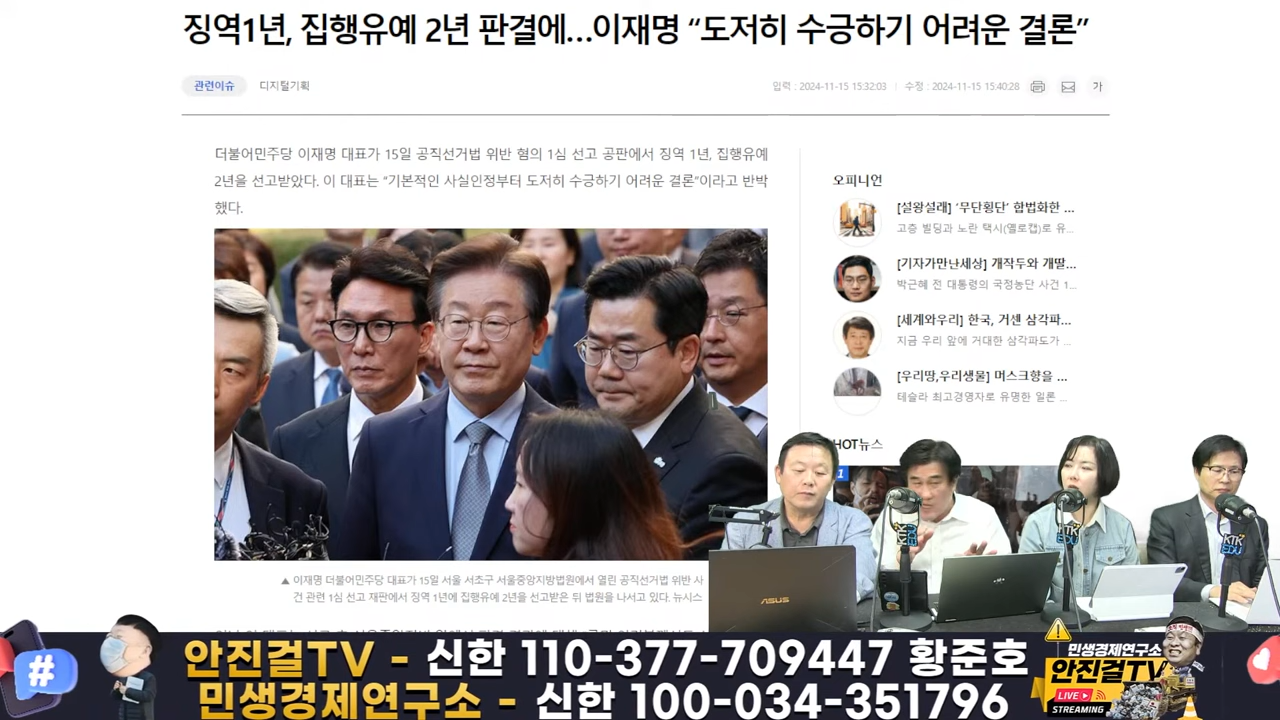 징역1년, 집행유예 2년 판결에...이재명 “도저히 수긍하기 어려운 결론”
관련이슈 디지털기획
입력 : 2024-11-15 15:32:03 수정 : 2024-11-15 15:40:28 가
더불어민주당 이재명 대표가 15일 공직선거법 위반 혐의 1심 선고 공판에서 징역 1년, 집행유예
2년을 선고받았다. 이 대표는 “기본적인 사실인정부터 도저히 수긍하기 어려운 결론”이라고 반박
했다.
▲ 이재명 더불어민주당 대표가 15일 서울 서초구 서울중앙지방법원에서 열린 공직선거법 위반 사
건 관련 1심 선고 재판에서 징역 1년에 집행유예 2년을 선고받은 뒤 법원을 나서고 있다. 뉴시스
오피니언
[설왕설래] ‘무단횡단’ 합법화한 ...
고층 빌딩과 노란 택시(옐로캡)로 유...
[기자가만난세상] 개작두와 개딸...
박근혜 전 대통령의 국정농단 사건 1...
[세계와우리] 한국, 거센 삼각파...
지금 우리 앞에 거대한 삼각파도가 ...
[우리땅,우리생물] 머스크향을 ...
테슬라 최고경영자로 유명한 일론 ...
HOT뉴스
1
KTK
EDU
KTK
EDU
KTK
EDU
ASUS
#
안진걸TV - 신한 110-377-709447 황준호
민생경제연구소 - 신한 100-034-351796
민생경제연구소
안진걸TV
LIVE
STREAMING